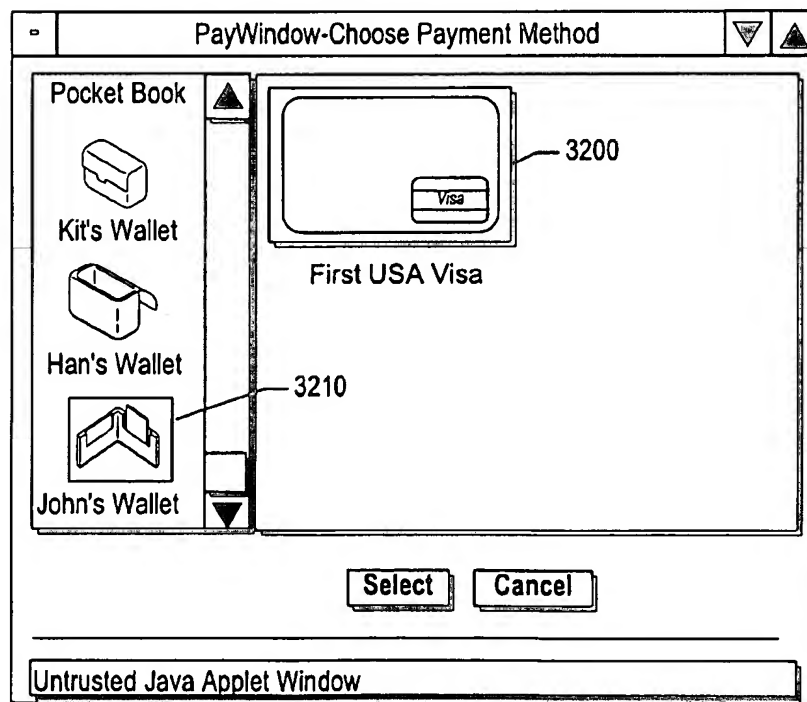 PayWindow-Choose Payment Method
Pocket Book
Kit's Wallet
Han's Wallet
3210
John's Wallet
Visa
3200
First USA Visa
Select
Cancel
Untrusted Java Applet Window